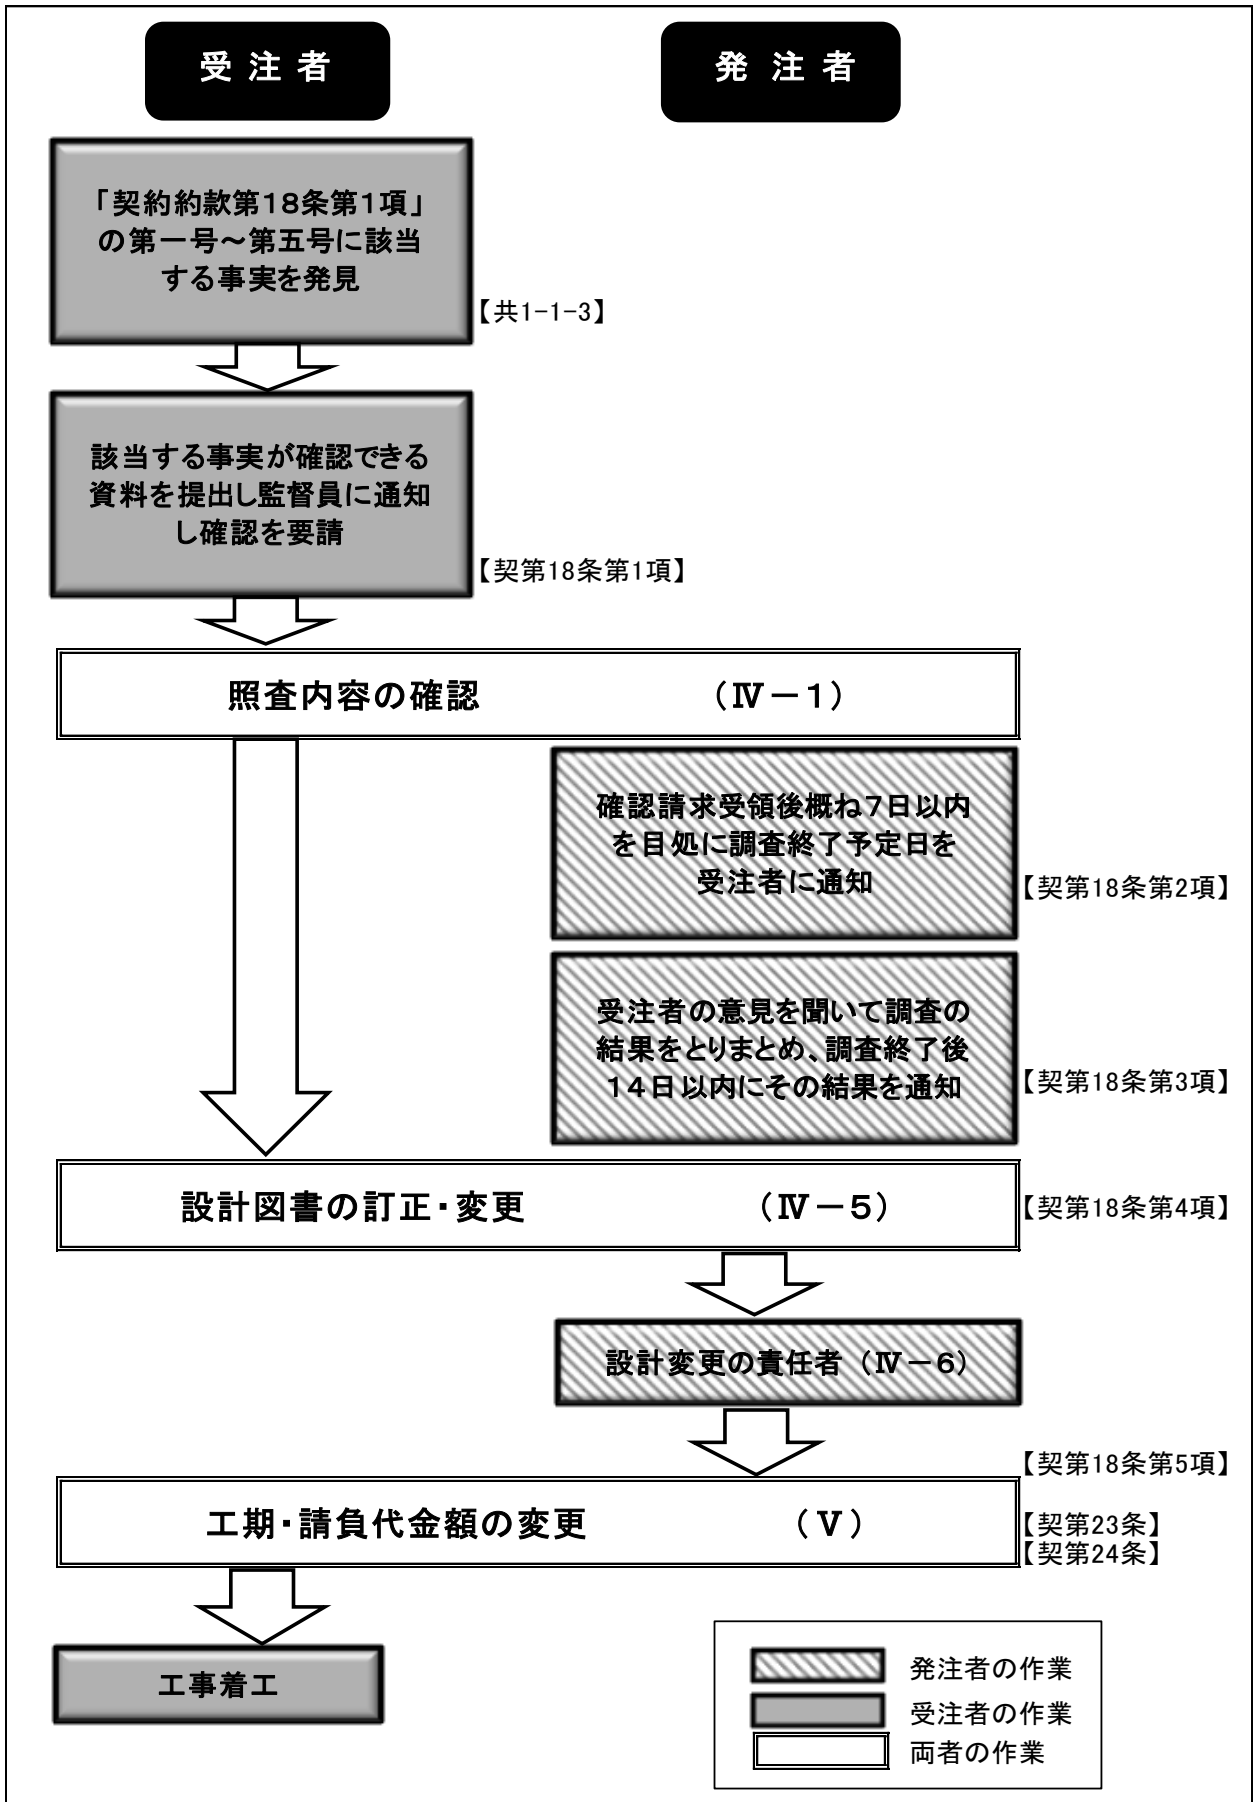 受注者
発注者
「契約約款第18条第1項」
の第一号～第五号に該当
する事実を発見
【共1-1-3】
該当する事実が確認できる
資料を提出し監督員に通知
し確認を要請
【契第18条第1項】
照査内容の確認 （Ⅳ－1）
確認請求受領後概ね7日以内
を目処に調査終了予定日を
受注者に通知
【契第18条第2項】
受注者の意見を聞いて調査の
結果をとりまとめ、調査終了後
14日以内にその結果を通知
【契第18条第3項】
設計図書の訂正・変更 （Ⅳ－5）
【契第18条第4項】
設計変更の責任者（Ⅳ－6）
【契第18条第5項】
工期・請負代金額の変更 （Ⅴ）
【契第23条】
【契第24条】
工事着工
発注者の作業
受注者の作業
両者の作業